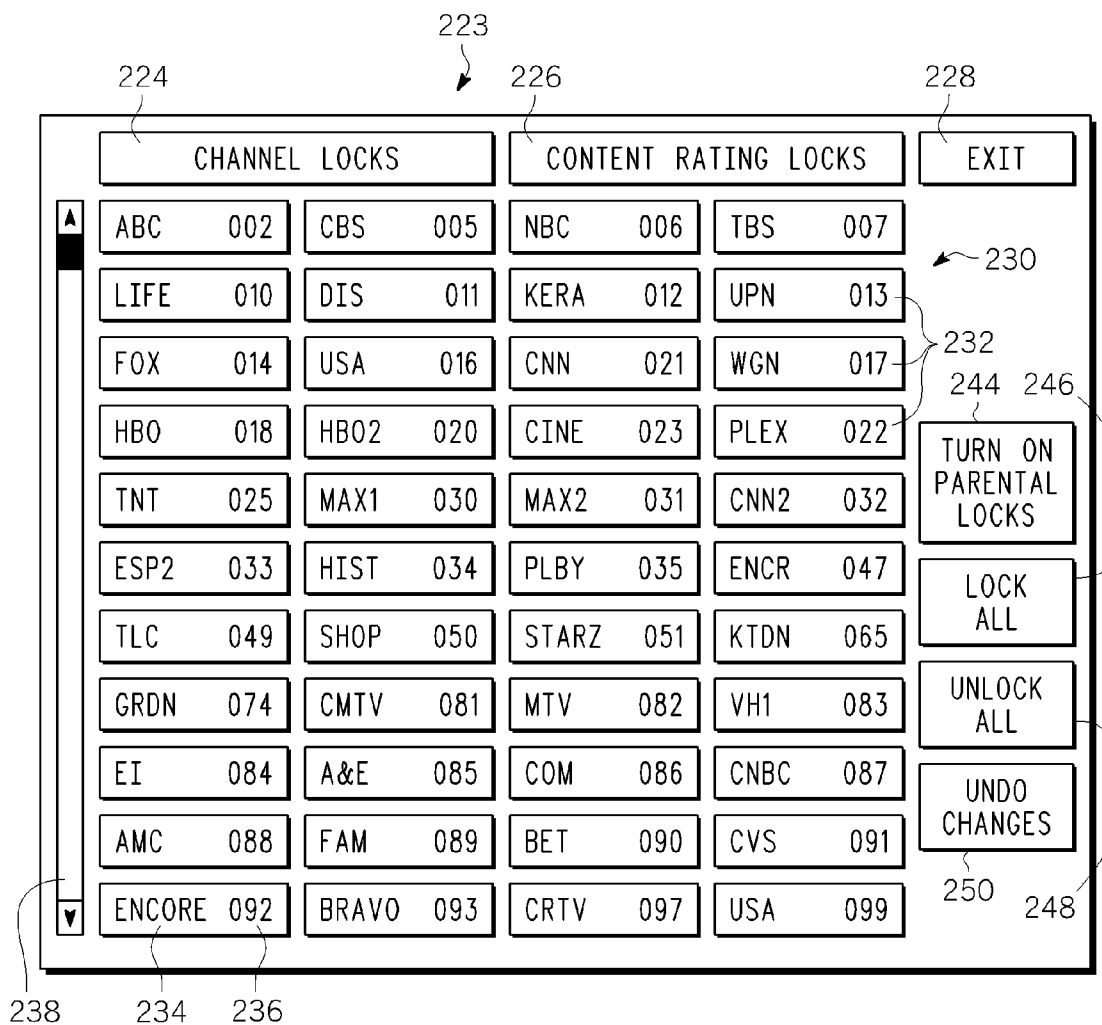 223
224
226
228
CHANNEL LOCKS
CONTENT RATING LOCKS
EXIT
ABC 002
CBS 005
NBC 006
TBS 007
230
LIFE 010
DIS 011
KERA 012
UPN 013
232
FOX 014
USA 016
CNN 021
WGN 017
244
246
HBO 018
HBO2 020
CINE 023
PLEX 022
TURN ON
PARENTAL
LOCKS
TNT 025
MAX1 030
MAX2 031
CNN2 032
ESP2 033
HIST 034
PLBY 035
ENCR 047
LOCK
ALL
TLC 049
SHOP 050
STARZ 051
KTDN 065
GRDN 074
CMTV 081
MTV 082
VH1 083
UNLOCK
ALL
EI 084
A&E 085
COM 086
CNBC 087
UNDO
CHANGES
AMC 088
FAM 089
BET 090
CVS 091
250
248
ENCORE 092
BRAVO 093
CRTV 097
USA 099
238
234
236